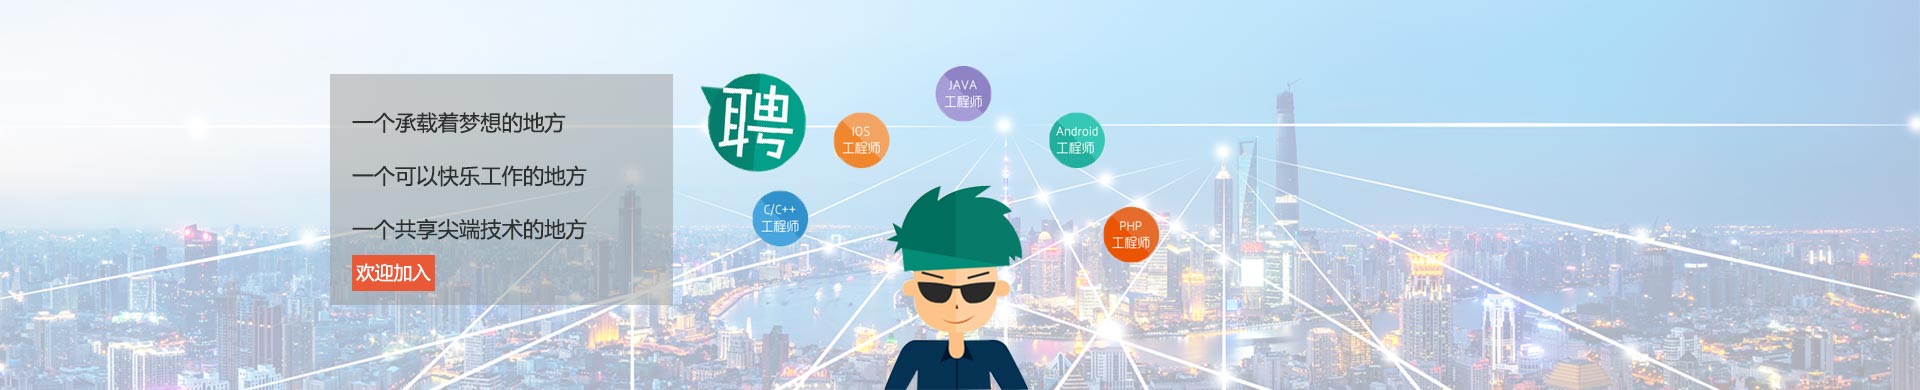 一个承载着梦想的地方
一个可以快乐工作的地方
一个共享尖端技术的地方
欢迎加入
聘
C/C++
工程师
IOS
工程师
JAVA
工程师
Android
工程师
PHP
工程师